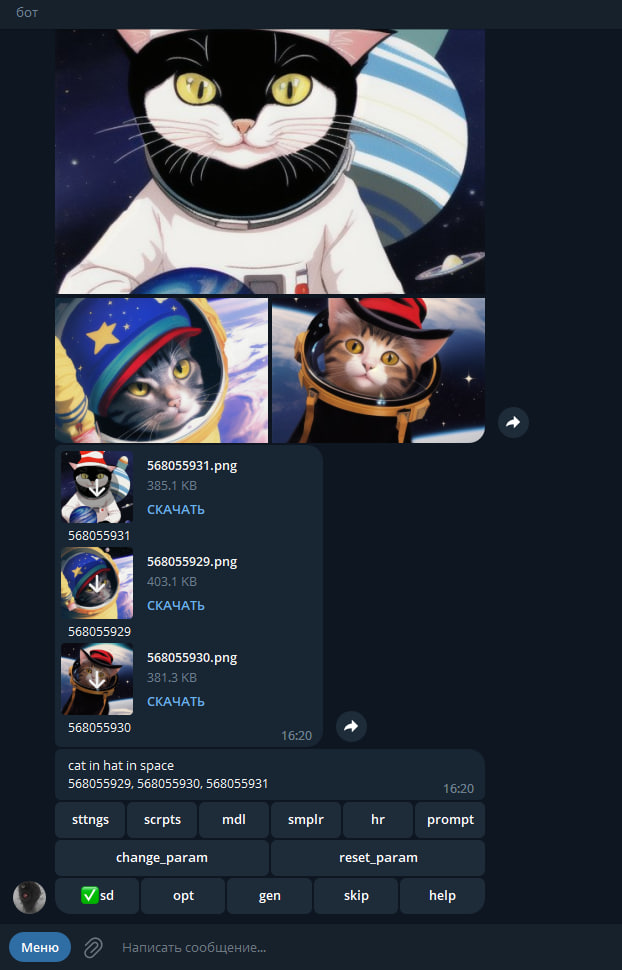 бот
568055931.png
385.1 KB
СКАЧАТЬ
568055931
568055929.png
403.1 KB
СКАЧАТЬ
568055929
568055930.png
381.3 KB
СКАЧАТЬ
568055930
16:20
cat in hat in space
568055929, 568055930, 568055931
16:20
sttngs scrpts mdl smplr hr prompt
change_param reset_param
✅sd opt gen skip help
Меню Написать сообщение...